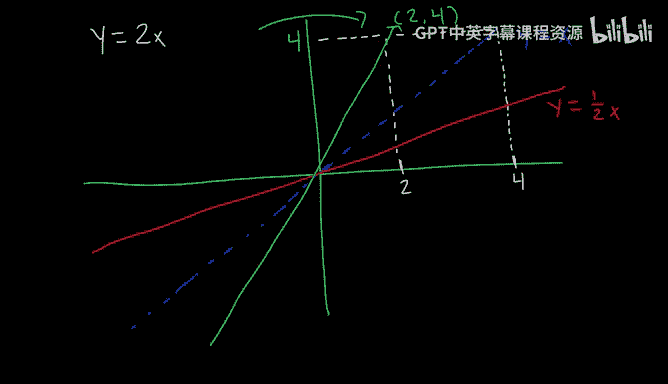 y = 2x
(2,4)
4
GPT中英字幕课程资源 bilibili
y = 1/2 x
2
4